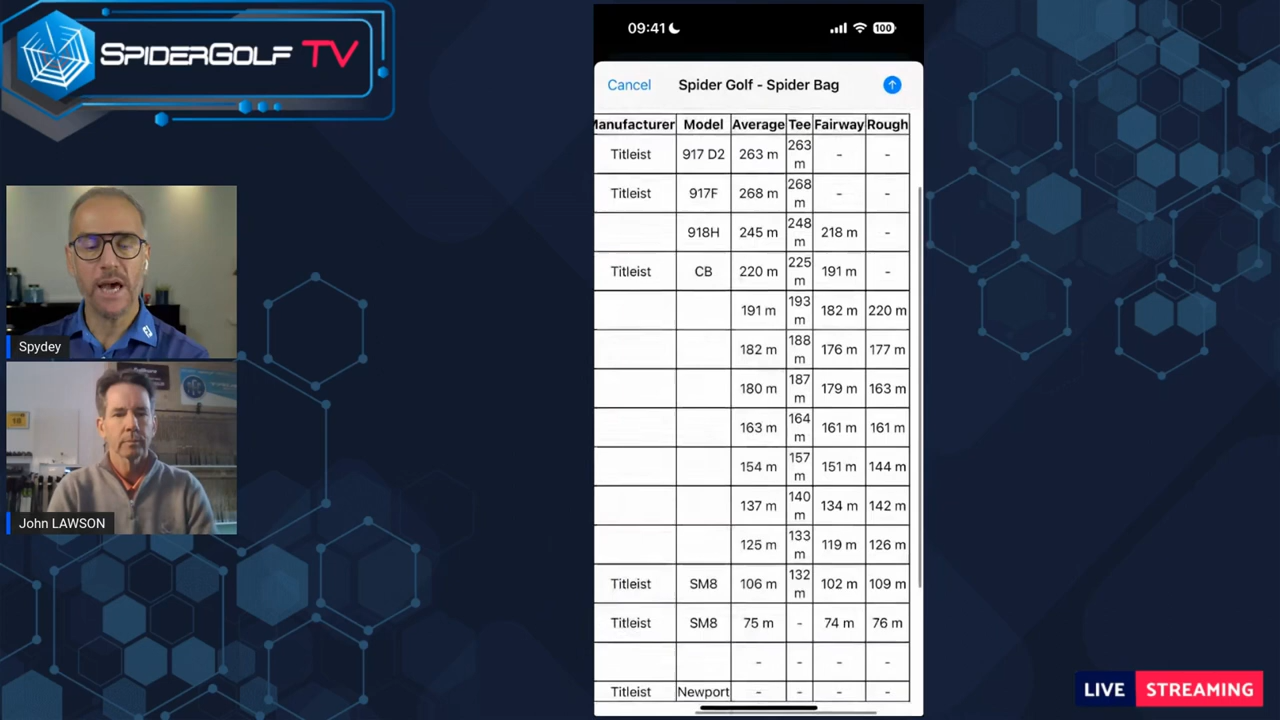 SPIDERGOLF TV
09:41
100
Cancel Spider Golf - Spider Bag
Manufacturer Model Average Tee Fairway Rough
Titleist 917 D2 263 m 263 m - -
Titleist 917F 268 m 268 m - -
918H 245 m 248 m 218 m -
Titleist CB 220 m 225 m 191 m -
191 m 193 m 182 m 220 m
182 m 188 m 176 m 177 m
180 m 187 m 179 m 163 m
163 m 164 m 161 m 161 m
154 m 157 m 151 m 144 m
137 m 140 m 134 m 142 m
125 m 133 m 119 m 126 m
Titleist SM8 106 m 132 m 102 m 109 m
Titleist SM8 75 m - 74 m 76 m
- - - -
Titleist Newport - - - -
Spydey
John LAWSON
LIVE STREAMING